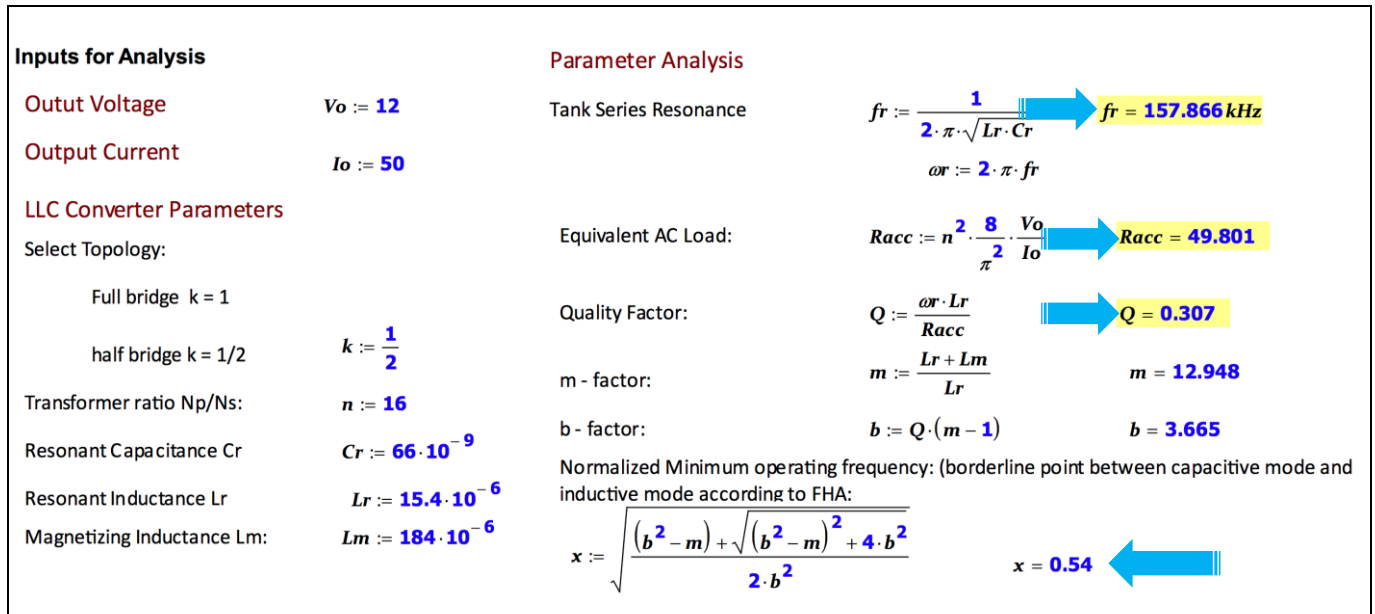 Inputs for Analysis
Outut Voltage Vo := 12
Output Current Io := 50
LLC Converter Parameters
Select Topology:
Full bridge k = 1
half bridge k = 1/2 k := 1/2
Transformer ratio Np/Ns: n := 16
Resonant Capacitance Cr Cr := 66·10^-9
Resonant Inductance Lr Lr := 15.4·10^-6
Magnetizing Inductance Lm: Lm := 184·10^-6
Parameter Analysis
Tank Series Resonance fr := 1/(2·π·√(Lr·Cr)) fr = 157.866 kHz
ωr := 2·π·fr
Equivalent AC Load: Racc := n^2·8/π^2·Vo/Io Racc = 49.801
Quality Factor: Q := ωr·Lr/Racc Q = 0.307
m - factor: m := (Lr + Lm)/Lr m = 12.948
b - factor: b := Q·(m − 1) b = 3.665
Normalized Minimum operating frequency: (borderline point between capacitive mode and
inductive mode according to FHA:
x := √(((b^2 − m) + √((b^2 − m)^2 + 4·b^2))/(2·b^2)) x = 0.54